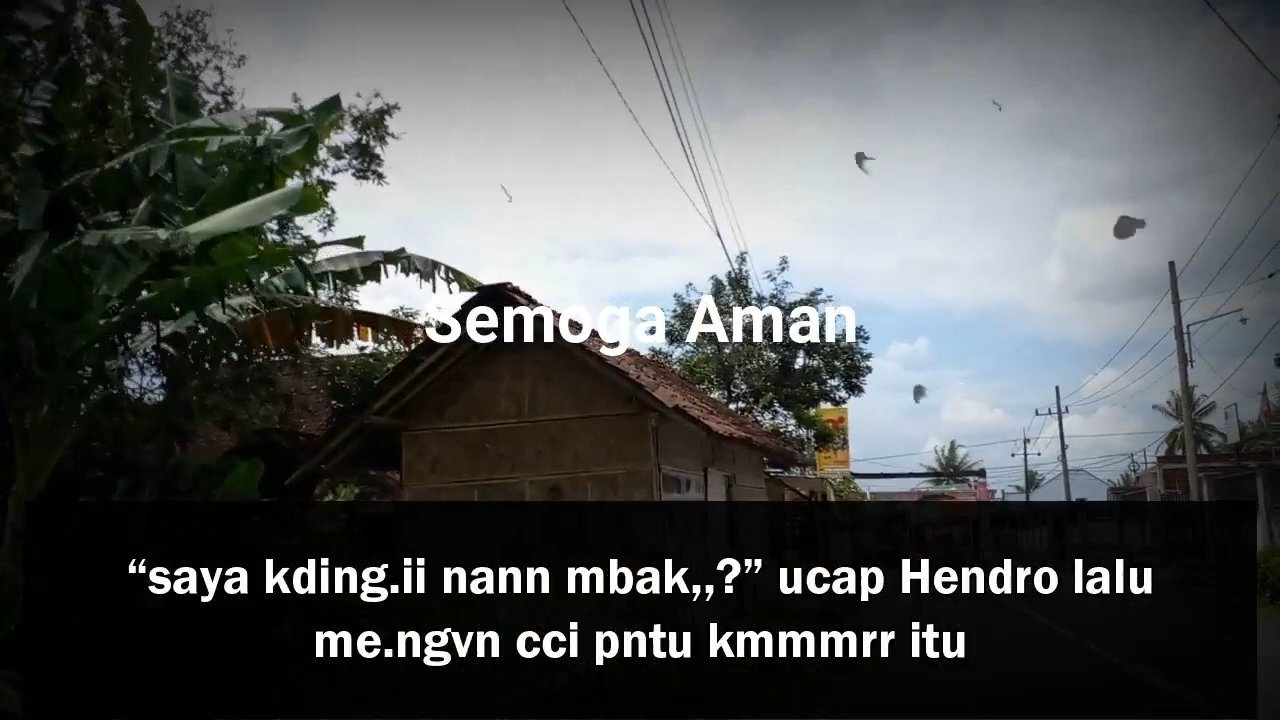 Semoga Aman
“saya kding.ii nann mbak,,?” ucap Hendro lalu
me.ngvn cci pntu kmmmrr itu